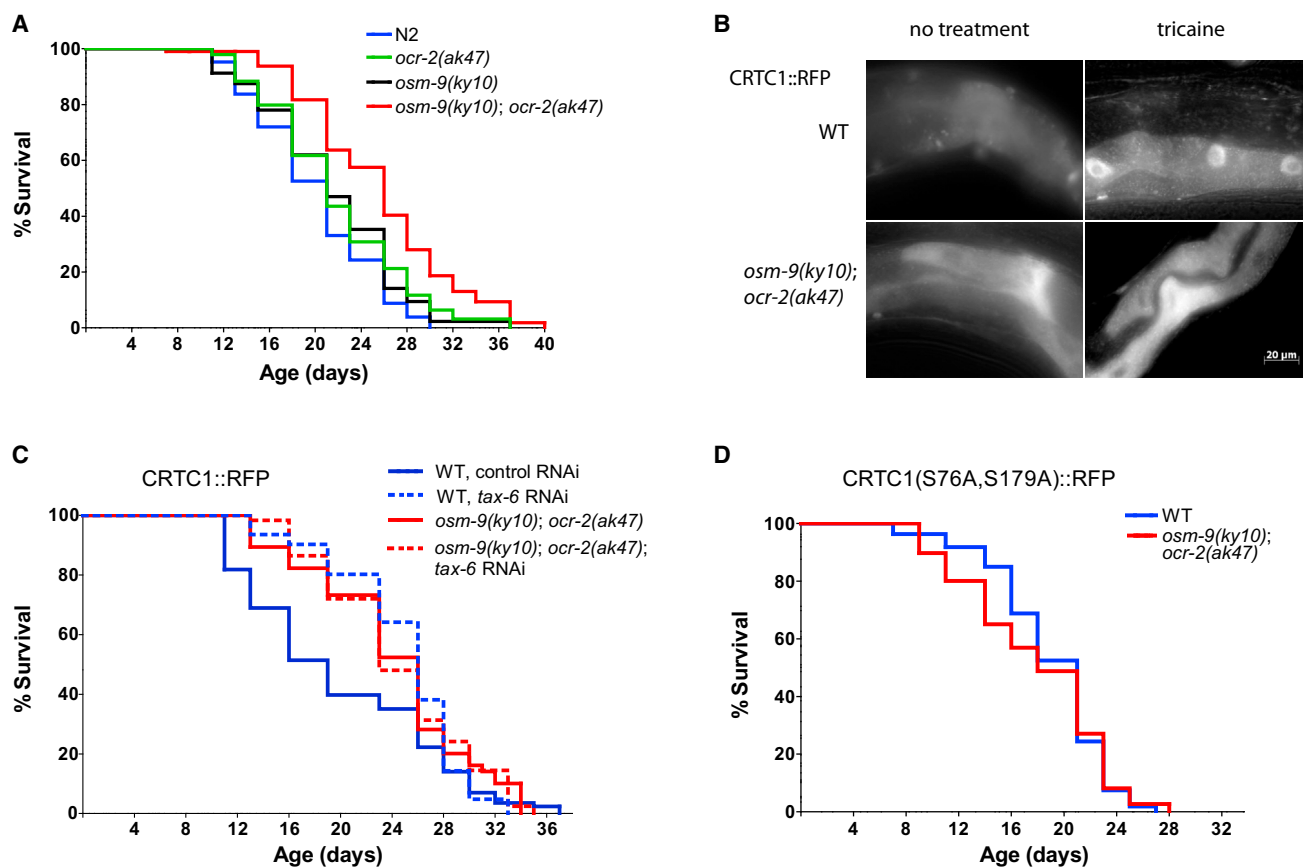 A
N2
ocr-2(ak47)
osm-9(ky10)
osm-9(ky10); ocr-2(ak47)
% Survival
100
80
60
40
20
0
4 8 12 16 20 24 28 32 36 40
Age (days)
B
no treatment tricaine
CRTC1::RFP
WT
osm-9(ky10);
ocr-2(ak47)
20 µm
C
CRTC1::RFP
WT, control RNAi
WT, tax-6 RNAi
osm-9(ky10); ocr-2(ak47)
osm-9(ky10); ocr-2(ak47);
tax-6 RNAi
% Survival
100
80
60
40
20
0
4 8 12 16 20 24 28 32 36
Age (days)
D
CRTC1(S76A,S179A)::RFP
WT
osm-9(ky10);
ocr-2(ak47)
% Survival
100
80
60
40
20
0
4 8 12 16 20 24 28 32
Age (days)